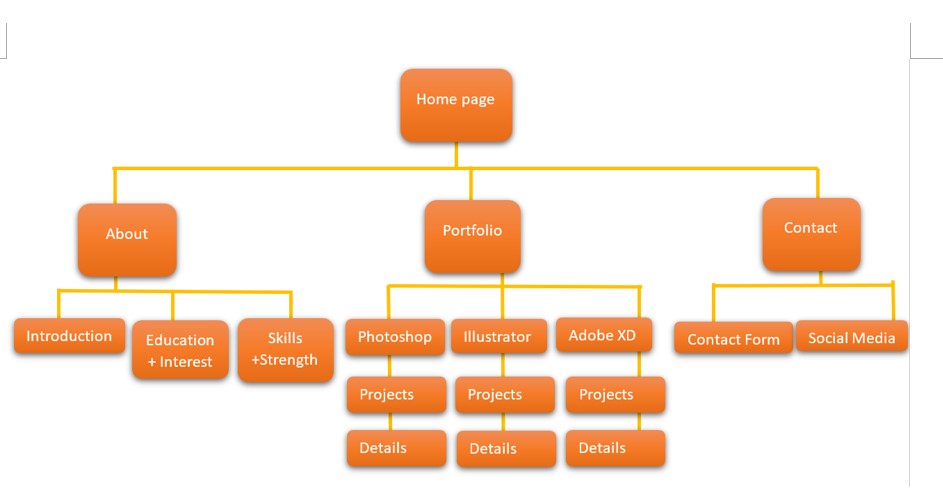 Home page
About
Portfolio
Contact
Introduction
Education
+ Interest
Skills
+Strength
Photoshop
Illustrator
Adobe XD
Contact Form
Social Media
Projects
Projects
Projects
Details
Details
Details